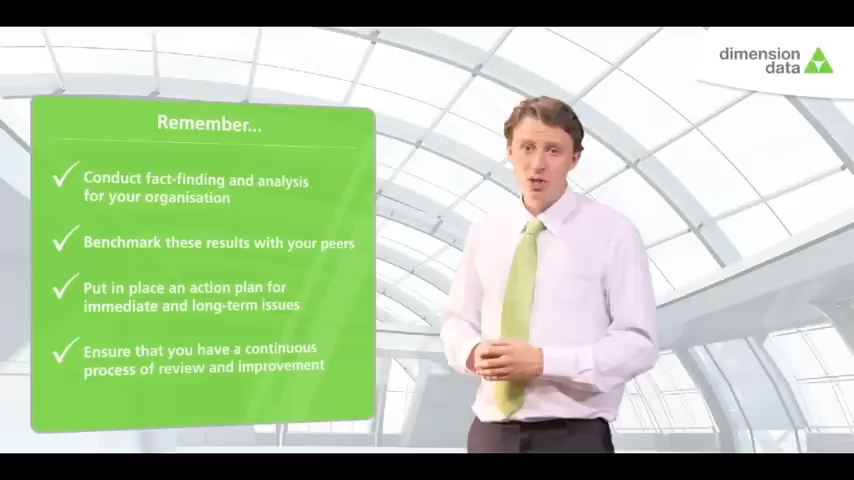 dimension
data
Remember...
Conduct fact-finding and analysis
for your organisation
Benchmark these results with your peers
Put in place an action plan for
immediate and long-term issues
Ensure that you have a continuous
process of review and improvement